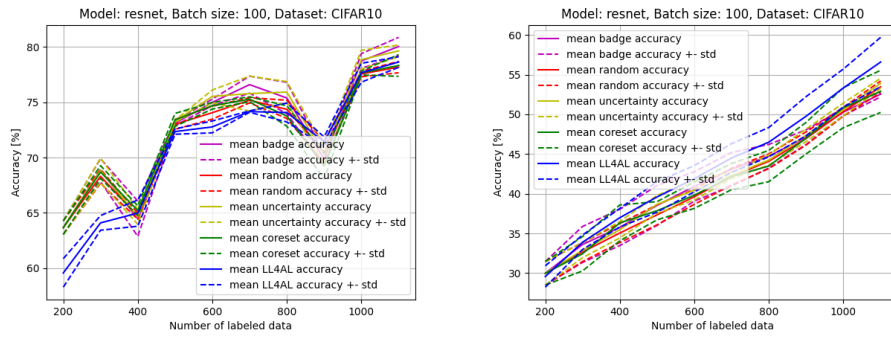 Model: resnet, Batch size: 100, Dataset: CIFAR10
80
75
70
65
60
Accuracy [%]
mean badge accuracy
mean badge accuracy +- std
mean random accuracy
mean random accuracy +- std
mean uncertainty accuracy
mean uncertainty accuracy +- std
mean coreset accuracy
mean coreset accuracy +- std
mean LL4AL accuracy
mean LL4AL accuracy +- std
200 400 600 800 1000
Number of labeled data
Model: resnet, Batch size: 100, Dataset: CIFAR10
60
55
50
45
40
35
30
Accuracy [%]
mean badge accuracy
mean badge accuracy +- std
mean random accuracy
mean random accuracy +- std
mean uncertainty accuracy
mean uncertainty accuracy +- std
mean coreset accuracy
mean coreset accuracy +- std
mean LL4AL accuracy
mean LL4AL accuracy +- std
200 400 600 800 1000
Number of labeled data